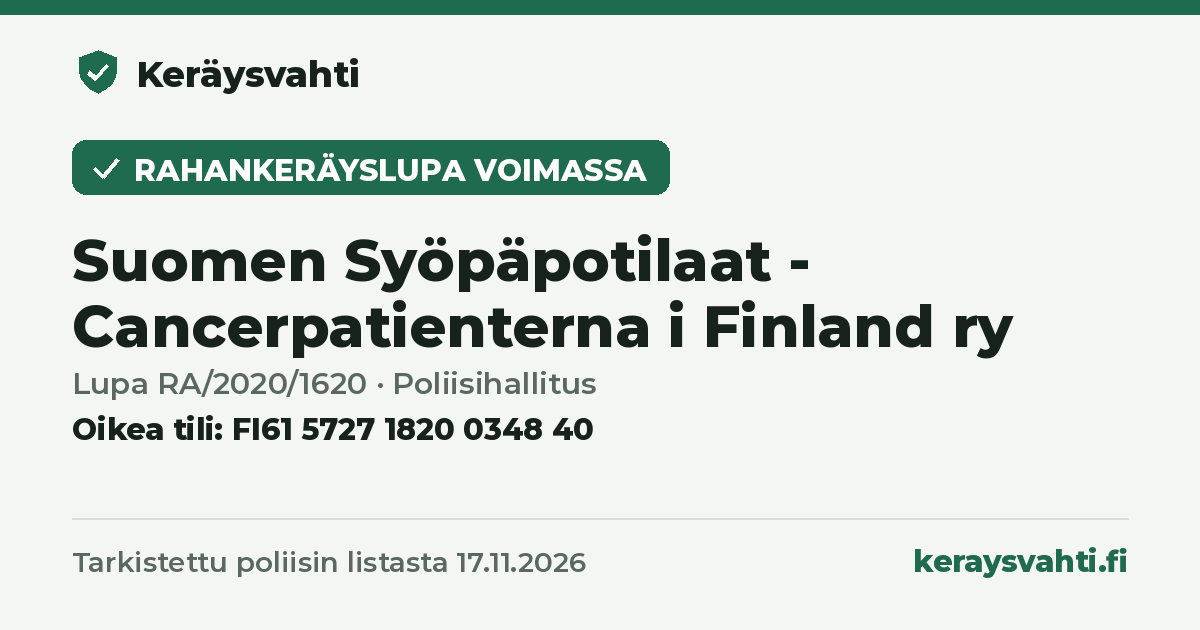 Keräysvahti
RAHANKERÄYSLUPA VOIMASSA
Suomen Syöpäpotilaat -
Cancerpatienterna i Finland ry
Lupa RA/2020/1620 · Poliisihallitus
Oikea tili: FI61 5727 1820 0348 40
Tarkistettu poliisin listasta 17.11.2026
keraysvahti.fi